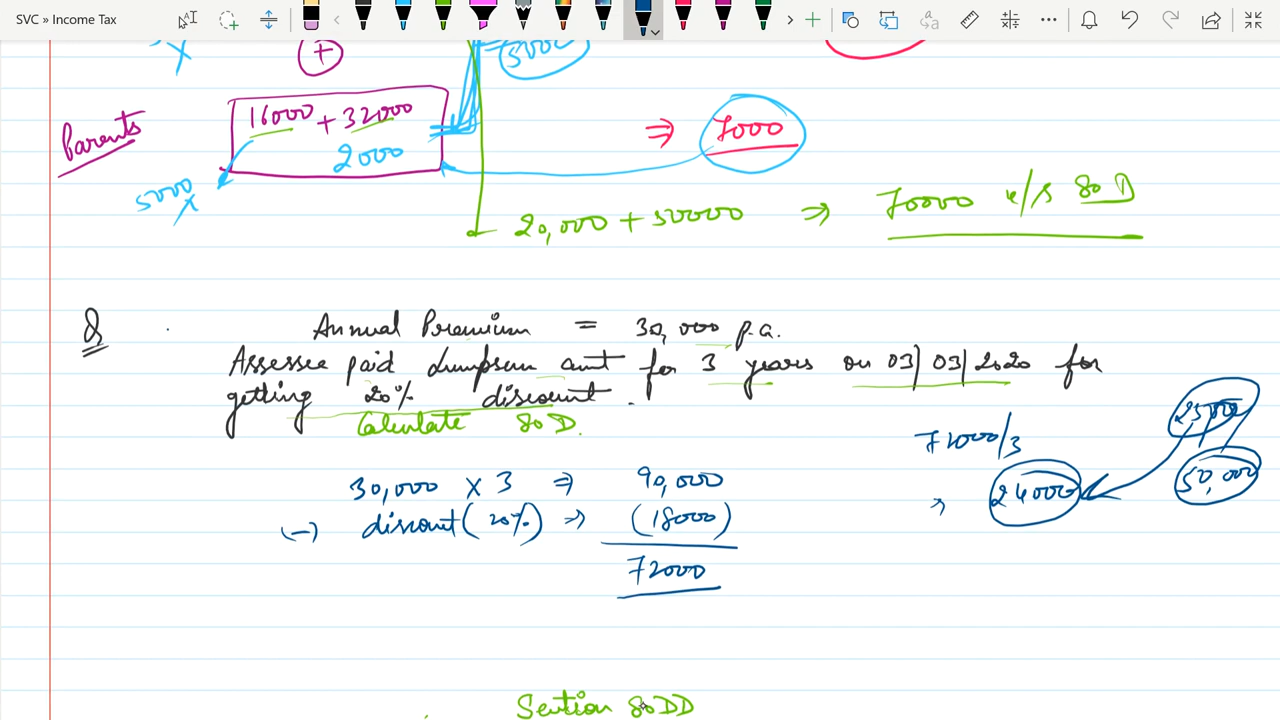 SVC » Income Tax
+
Parents 16000 + 32000 ⇒ 7000
2000
5000 x
20,000 + 50000 ⇒ 70000 u/s 80 D
Q Annual Premium = 30,000 p.a.
Assessee paid lumpsum amt for 3 years on 03/03/2020 for
getting 20% discount.
Calculate 80D.
30,000 x 3 ⇒ 90,000
(-) discount (20%) ⇒ (18000)
72000
72000/3
⇒ 24000
25000
50,000
Section 80DD